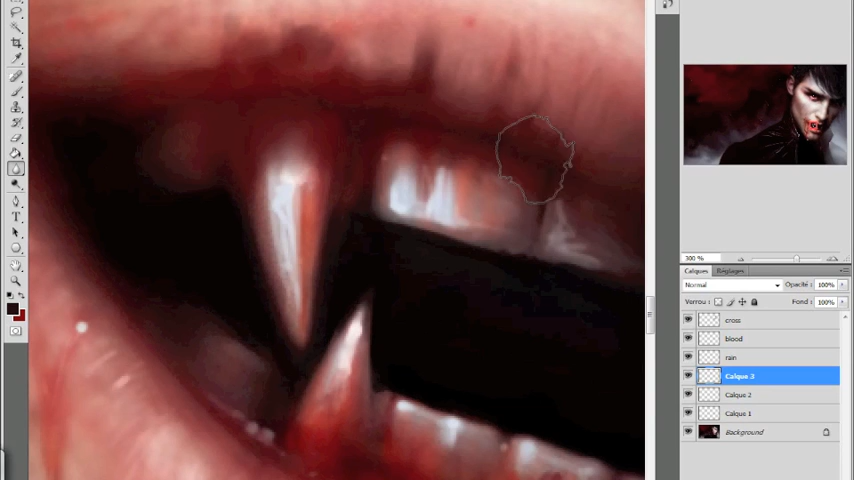 300 %
Calques
Réglages
Normal
Opacité : 100%
Verrou :
Fond : 100%
cross
blood
rain
Calque 3
Calque 2
Calque 1
Background